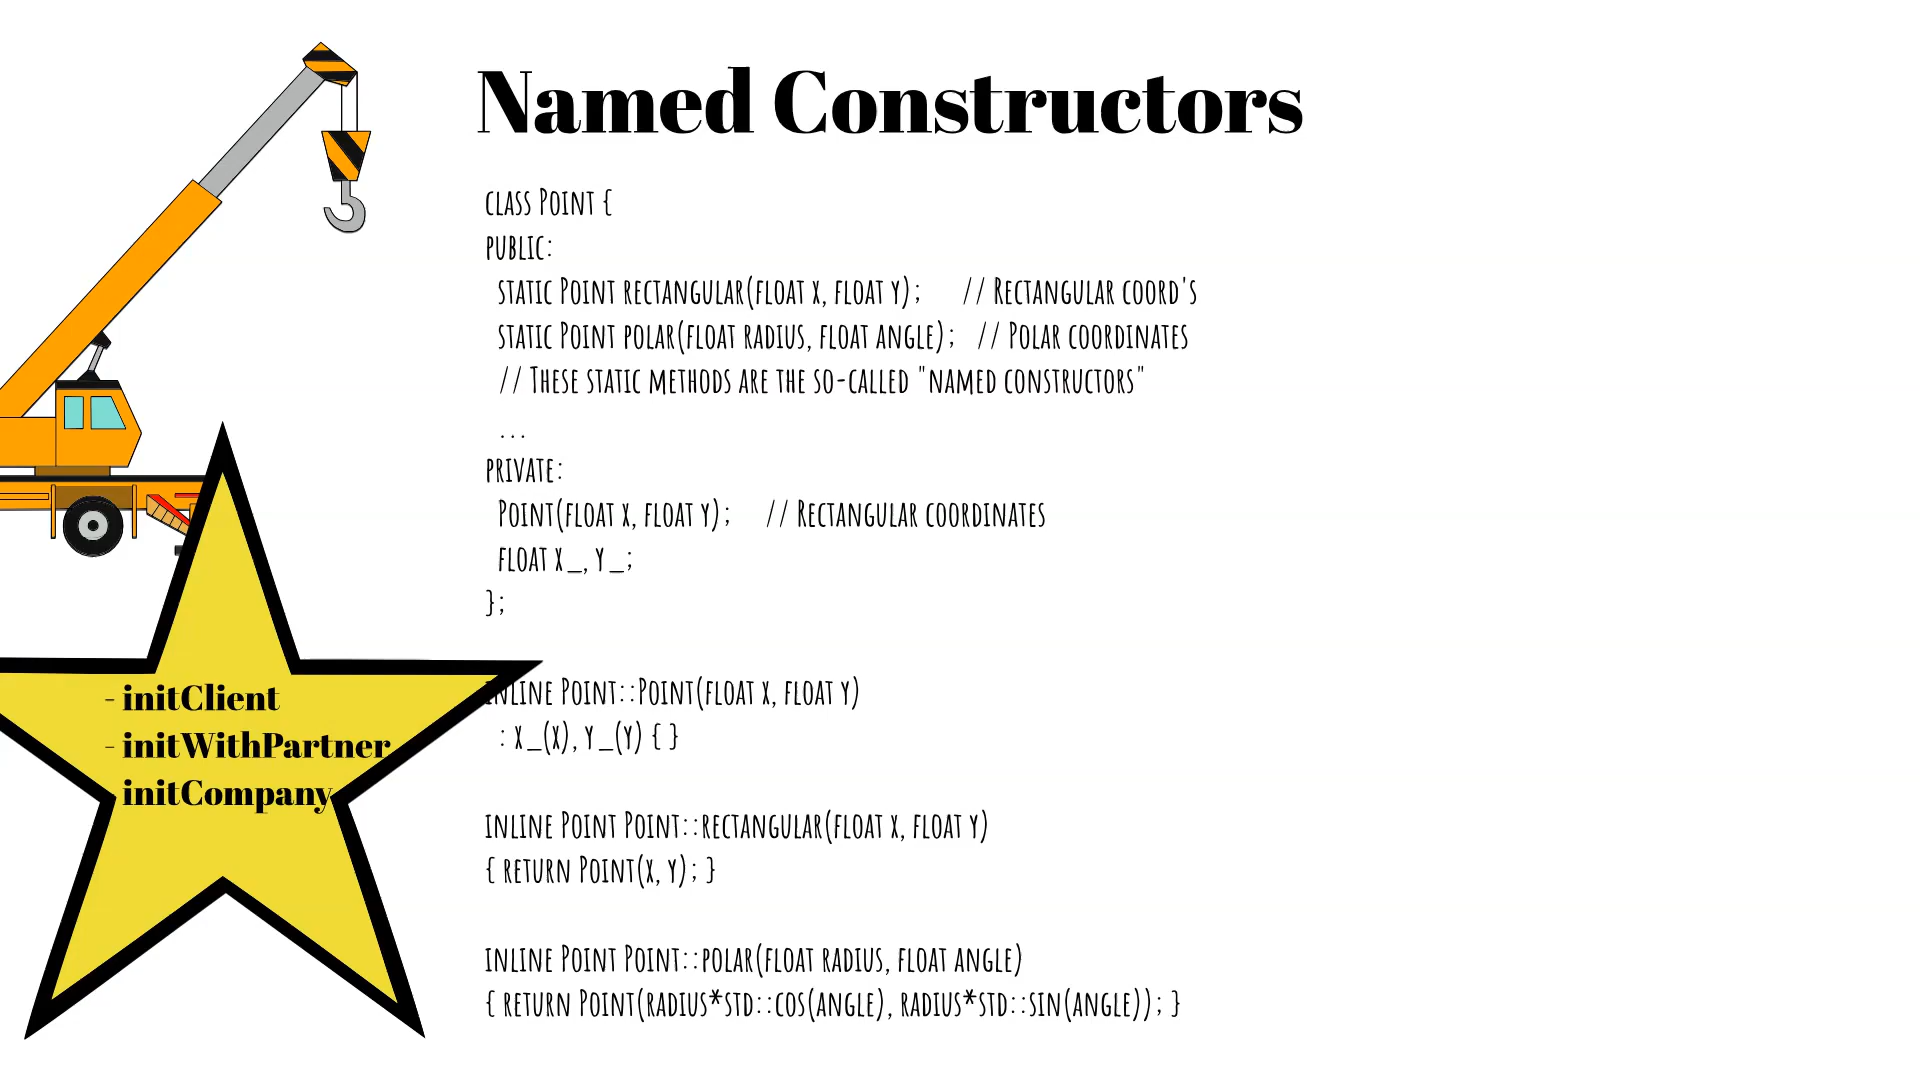 Named Constructors
class Point {
public:
static Point rectangular(float x, float y); // Rectangular coord's
static Point polar(float radius, float angle); // Polar coordinates
// These static methods are the so-called "named constructors"
...
private:
Point(float x, float y); // Rectangular coordinates
float x_, y_;
};
inline Point::Point(float x, float y)
: x_(x), y_(y) { }
inline Point Point::rectangular(float x, float y)
{ return Point(x, y); }
inline Point Point::polar(float radius, float angle)
{ return Point(radius*std::cos(angle), radius*std::sin(angle)); }
- initClient
- initWithPartner
initCompany